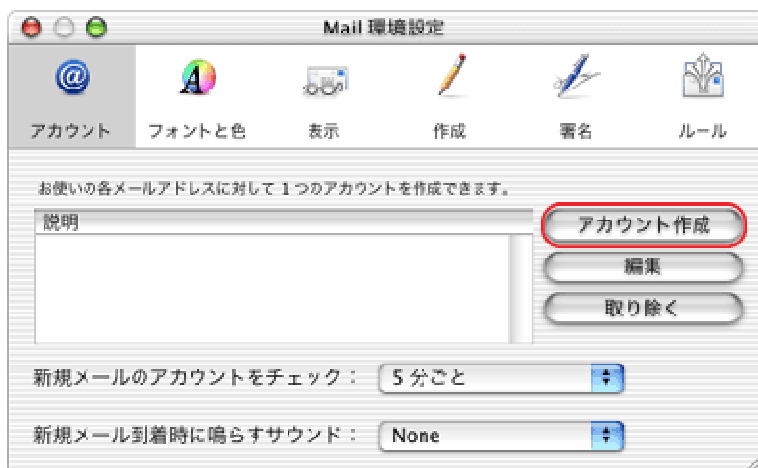 Mail 環境設定
アカウント フォントと色 表示 作成 署名 ルール
お使いの各メールアドレスに対して 1 つのアカウントを作成できます。
説明
アカウント作成
編集
取り除く
新規メールのアカウントをチェック： 5 分ごと
新規メール到着時に鳴らすサウンド： None